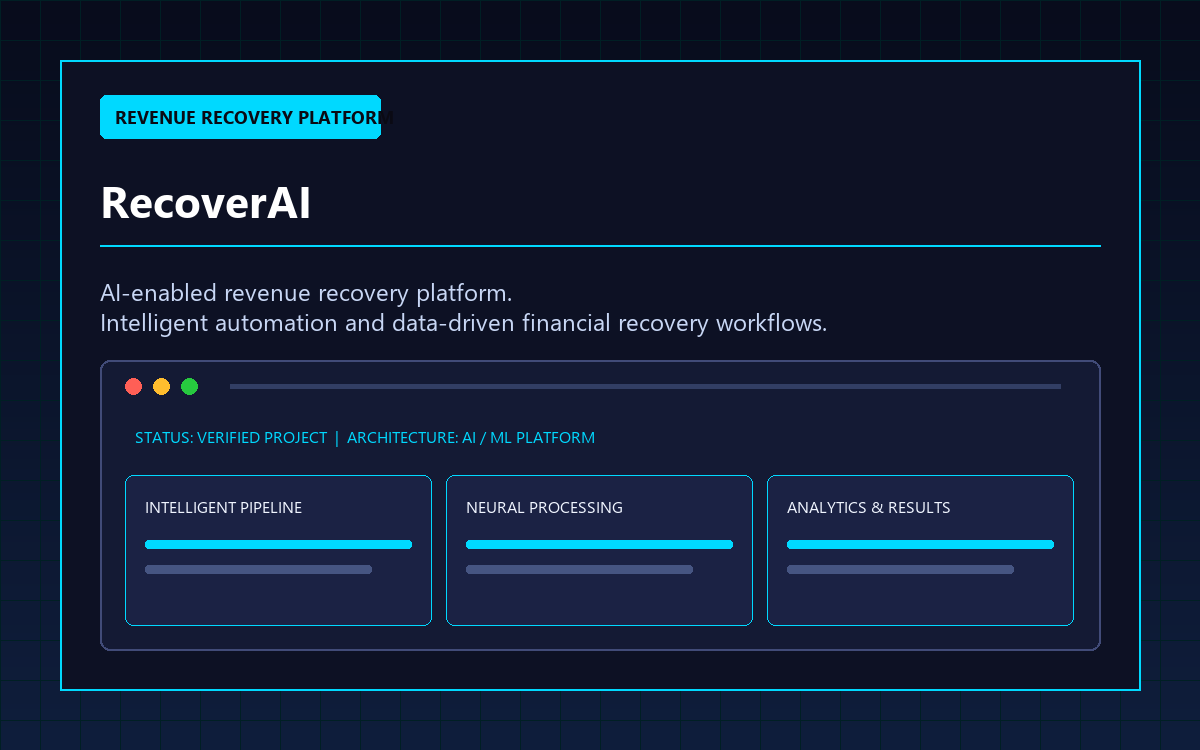 REVENUE RECOVERY PLATFORM
RecoverAI
AI-enabled revenue recovery platform.
Intelligent automation and data-driven financial recovery workflows.
STATUS: VERIFIED PROJECT | ARCHITECTURE: AI / ML PLATFORM
INTELLIGENT PIPELINE
NEURAL PROCESSING
ANALYTICS & RESULTS